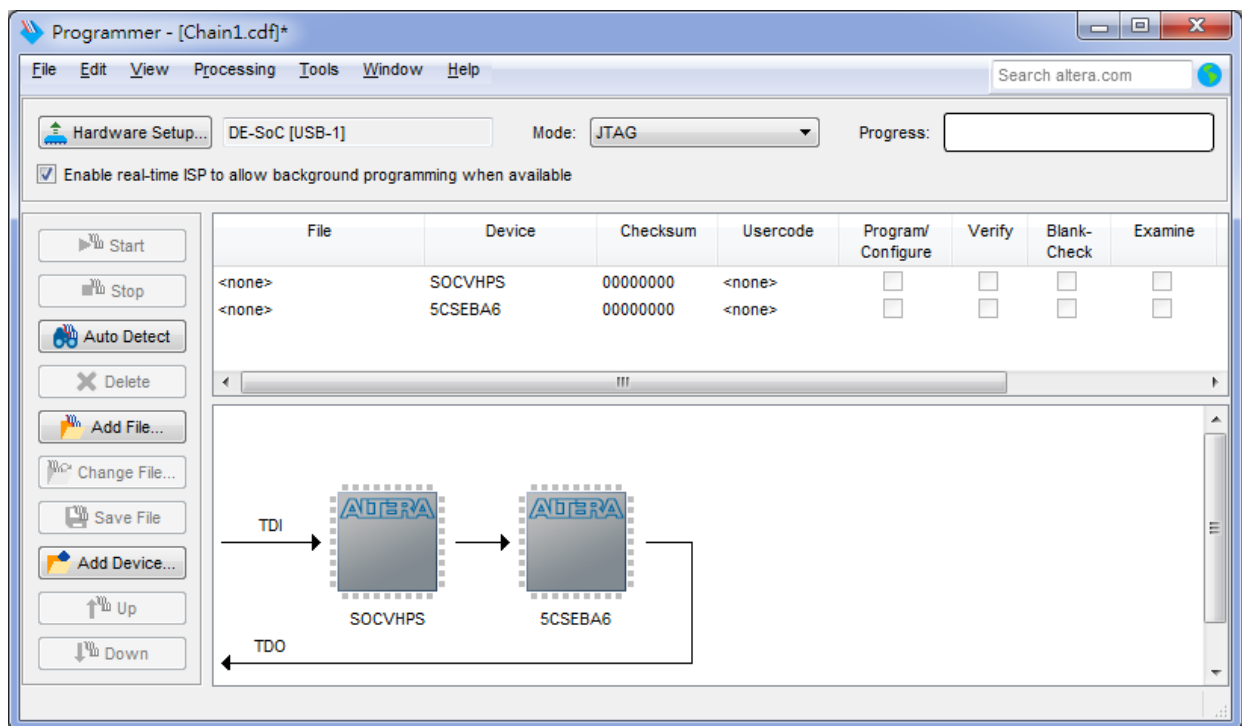 Programmer - [Chain1.cdf]*
File Edit View Processing Tools Window Help
Search altera.com
Hardware Setup... DE-SoC [USB-1] Mode: JTAG Progress:
Enable real-time ISP to allow background programming when available
Start
Stop
Auto Detect
Delete
Add File...
Change File...
Save File
Add Device...
Up
Down
File Device Checksum Usercode Program/ Verify Blank- Examine
Configure Check
<none> SOCVHPS 00000000 <none>
<none> 5CSEBA6 00000000 <none>
ALTERA ALTERA
TDI
SOCVHPS 5CSEBA6
TDO